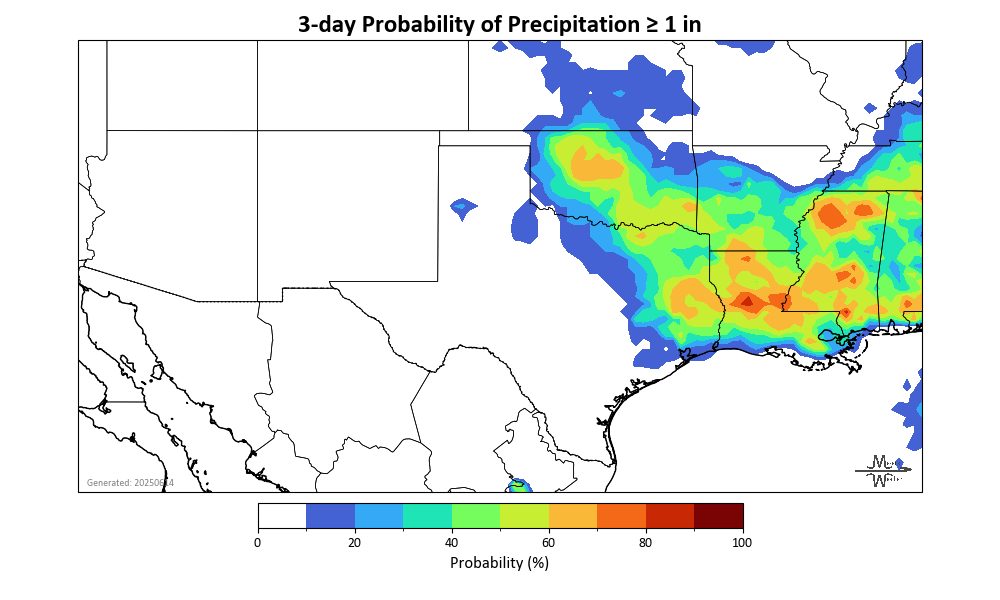 3-day Probability of Precipitation ≥ 1 in
Generated: 20250614
0 20 40 60 80 100
Probability (%)